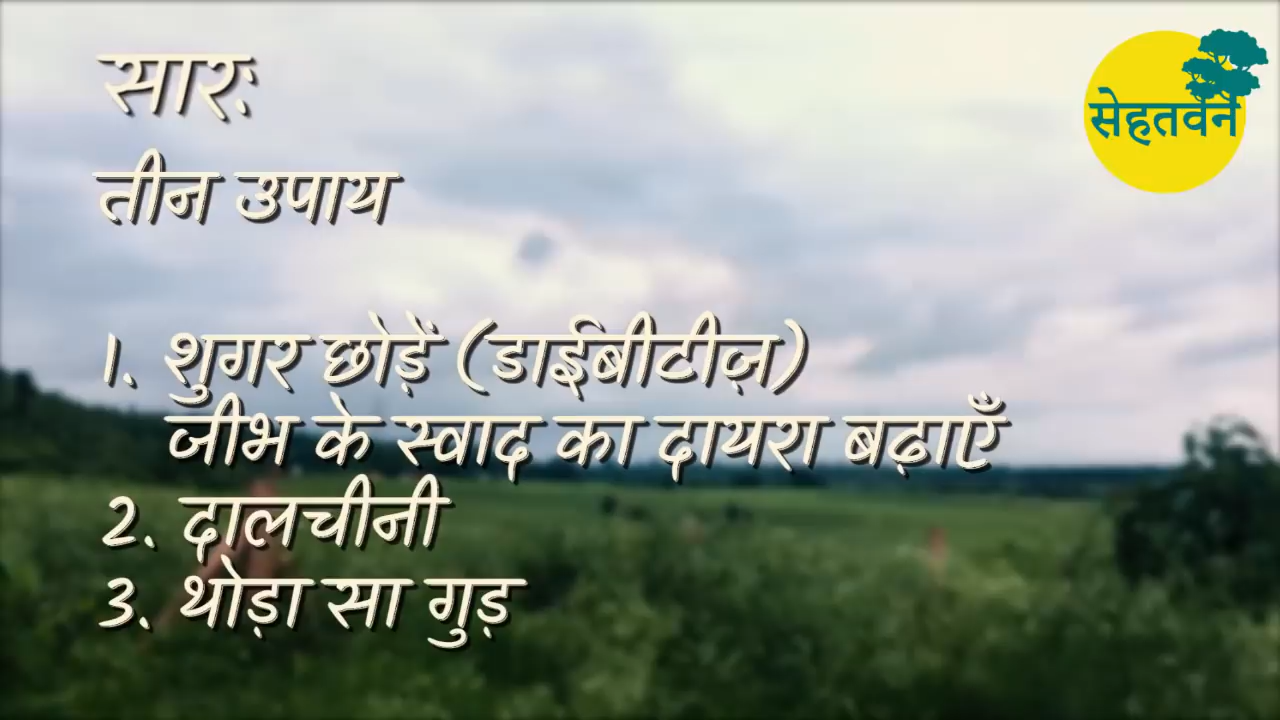 सारः
सेहतवन
तीन उपाय
1. शुगर छोड़ें (डाईबीटीज़)
जीभ के स्वाद का दायरा बढ़ाएँ
2. दालचीनी
3. थोड़ा सा गुड़